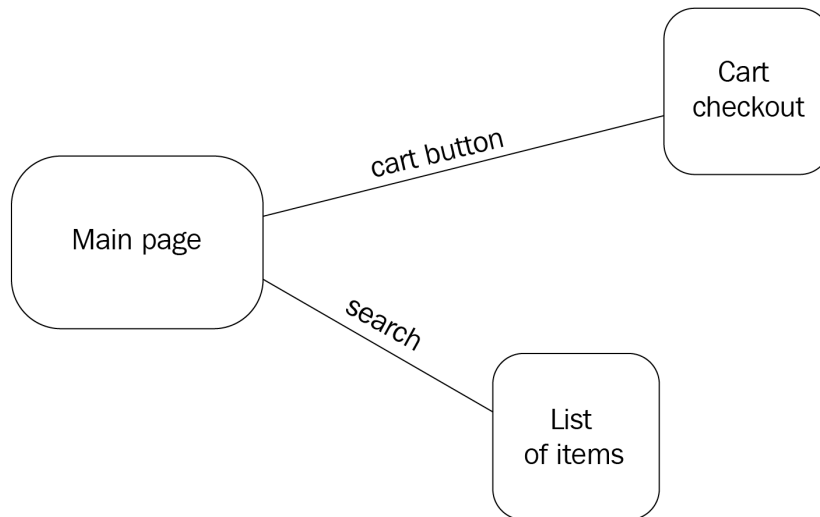 Cart
checkout
cart button
Main page
search
List
of items